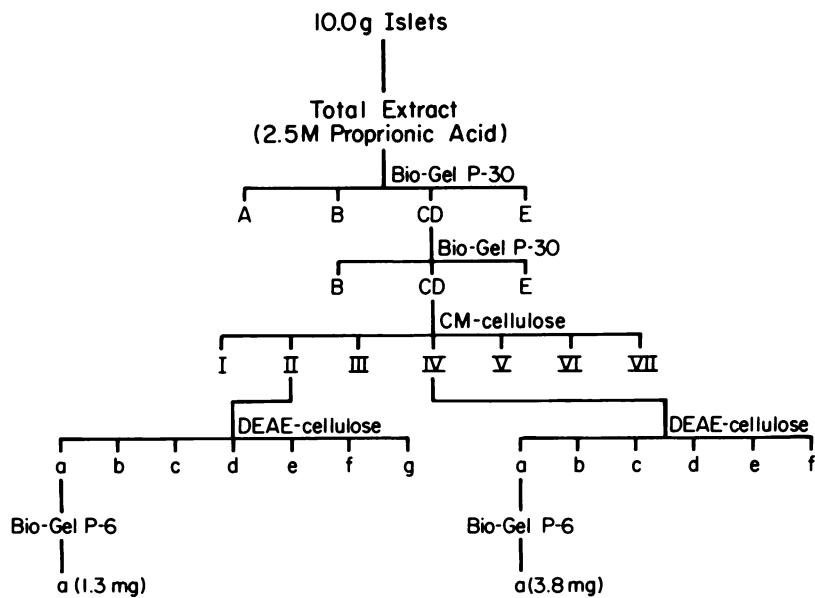 10.0g Islets
Total Extract
(2.5M Proprionic Acid)
Bio-Gel P-30
A B CD E
Bio-Gel P-30
B CD E
CM-cellulose
I II III IV V VI VII
DEAE-cellulose DEAE-cellulose
a b c d e f g a b c d e f
Bio-Gel P-6 Bio-Gel P-6
a (1.3 mg) a (3.8 mg)